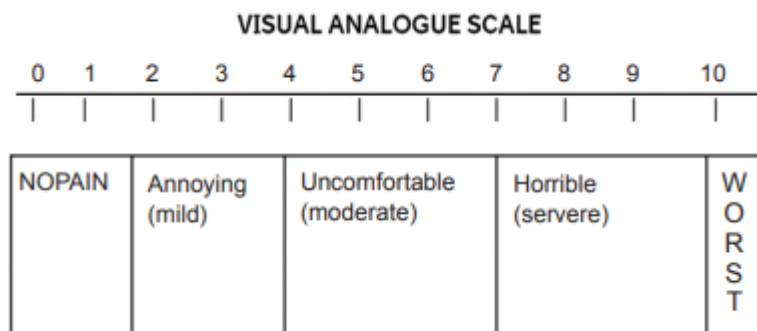 VISUAL ANALOGUE SCALE
0 1 2 3 4 5 6 7 8 9 10
NOPAIN
Annoying
(mild)
Uncomfortable
(moderate)
Horrible
(servere)
W
O
R
S
T